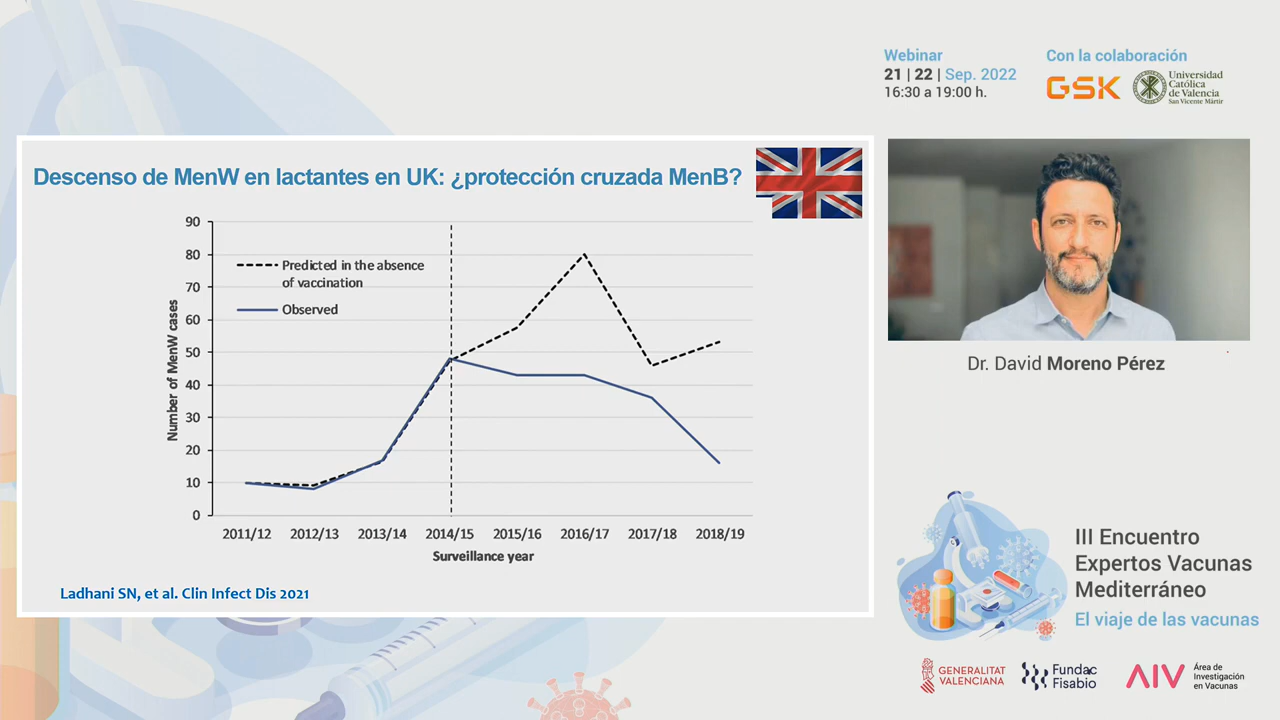 Webinar
21 | 22 | Sep. 2022
16:30 a 19:00 h.
Con la colaboración
GSK
Universidad
Católica
de Valencia
San Vicente Mártir
Descenso de MenW en lactantes en UK: ¿protección cruzada MenB?
90
80
70
60
50
40
30
20
10
0
Number of MenW cases
Predicted in the absence
of vaccination
Observed
2011/12 2012/13 2013/14 2014/15 2015/16 2016/17 2017/18 2018/19
Surveillance year
Ladhani SN, et al. Clin Infect Dis 2021
Dr. David Moreno Pérez
III Encuentro
Expertos Vacunas
Mediterráneo
El viaje de las vacunas
GENERALITAT
VALENCIANA
Fundac
Fisabio
AIV
Área de
Investigación
en Vacunas